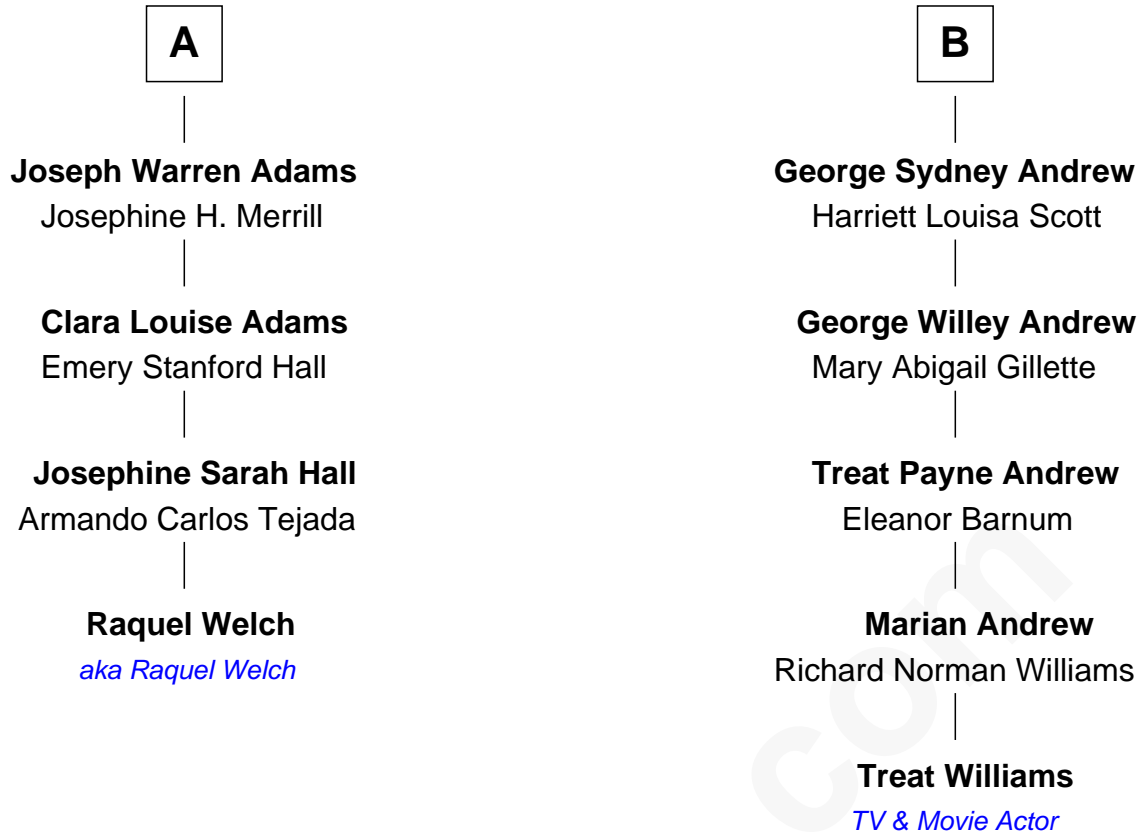 A
Joseph Warren Adams
Josephine H. Merrill
Clara Louise Adams
Emery Stanford Hall
Josephine Sarah Hall
Armando Carlos Tejada
Raquel Welch
aka Raquel Welch
B
George Sydney Andrew
Harriett Louisa Scott
George Willey Andrew
Mary Abigail Gillette
Treat Payne Andrew
Eleanor Barnum
Marian Andrew
Richard Norman Williams
Treat Williams
TV & Movie Actor
com